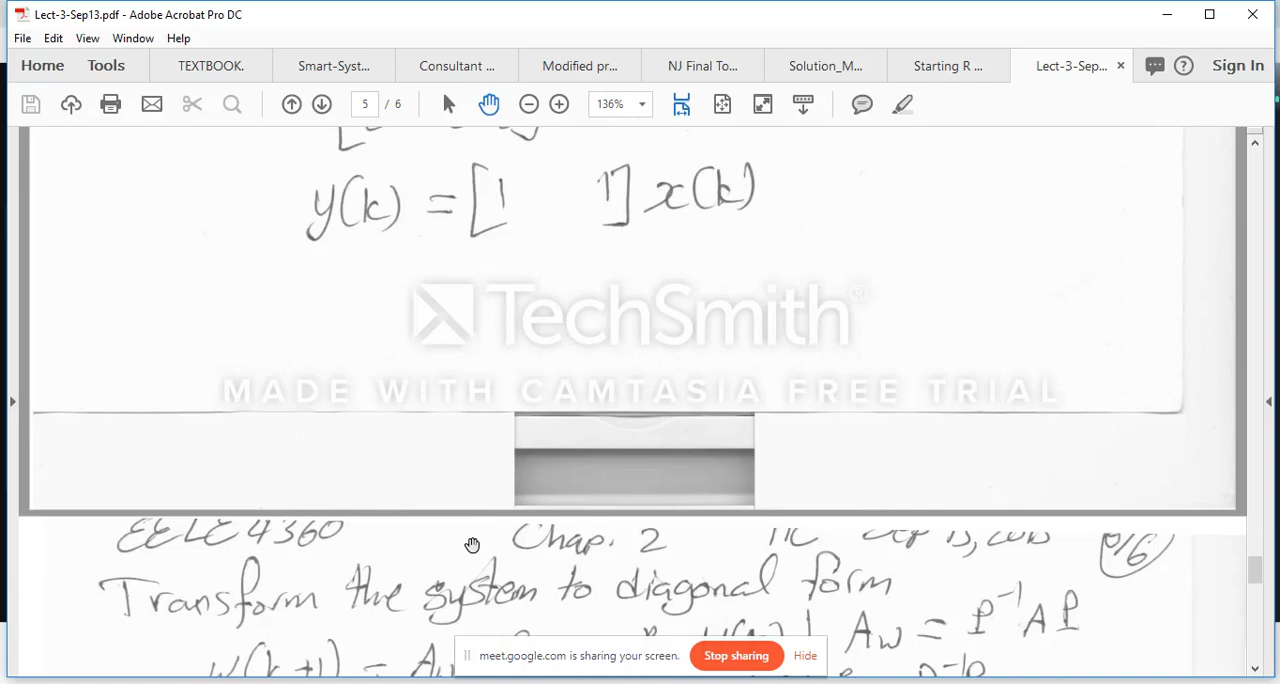 Lect-3-Sep13.pdf - Adobe Acrobat Pro DC
File Edit View Window Help
Home Tools TEXTBOOK. Smart-Syst... Consultant ... Modified pr... NJ Final To... Solution_M... Starting R ... Lect-3-Sep... × Sign In
5 / 6 136%
y(k) = [1 1] x(k)
TechSmith®
MADE WITH CAMTASIA FREE TRIAL
EELE 4360 Chap. 2
Transform the system to diagonal form
W(k+1) = Aw Aw = P⁻¹AP
meet.google.com is sharing your screen. Stop sharing Hide